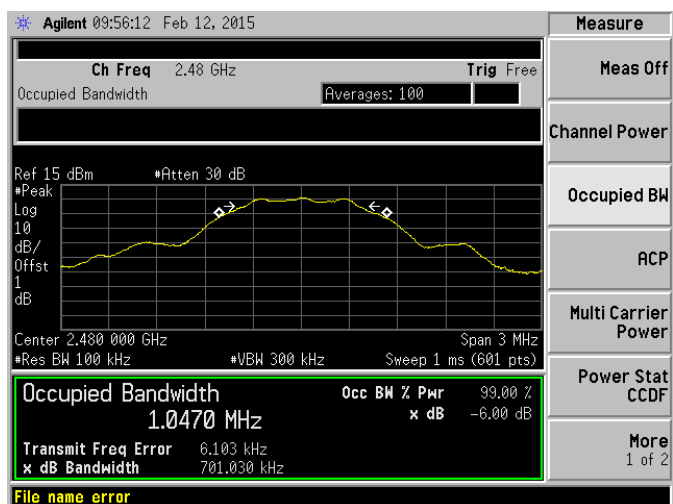 Agilent 09:56:12 Feb 12, 2015
Measure
Ch Freq 2.48 GHz Trig Free
Occupied Bandwidth Averages: 100
Meas Off
Channel Power
Occupied BW
ACP
Multi Carrier
Power
Power Stat
CCDF
More
1 of 2
Ref 15 dBm #Atten 30 dB
#Peak
Log
10
dB/
Offst
1
dB
Center 2.480 000 GHz Span 3 MHz
#Res BW 100 kHz #VBW 300 kHz Sweep 1 ms (601 pts)
Occupied Bandwidth Occ BW % Pwr 99.00 %
1.0470 MHz x dB -6.00 dB
Transmit Freq Error 6.103 kHz
x dB Bandwidth 701.030 kHz
File name error